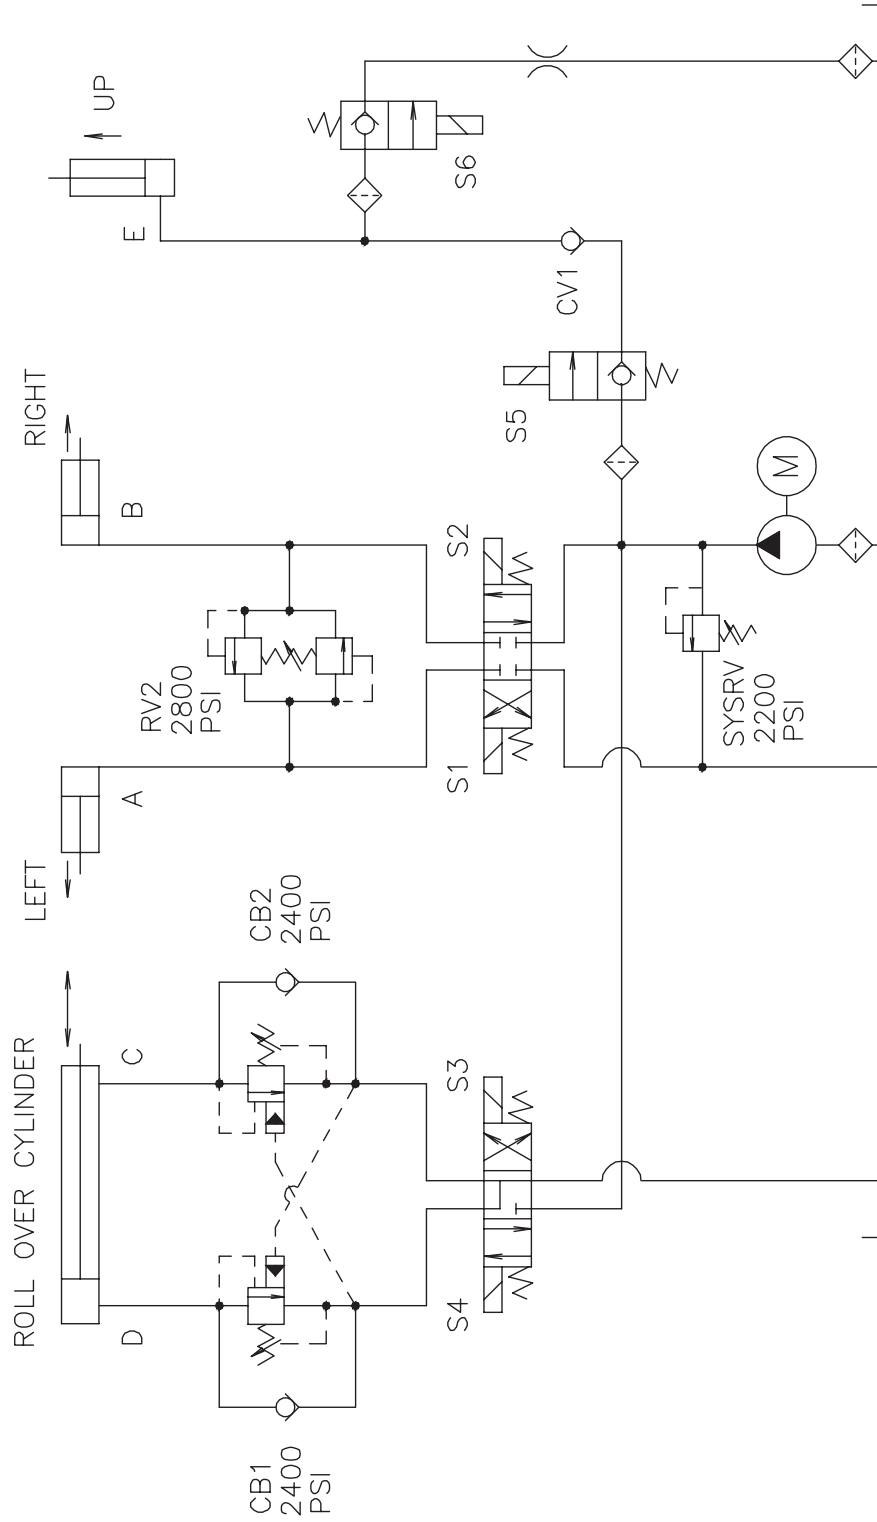 ROLL OVER CYLINDER
D
C
LEFT
A
B
RIGHT
E
UP
CB1
2400
PSI
CB2
2400
PSI
RV2
2800
PSI
S4
S3
S1
S2
S5
CV1
S6
SYSRV
2200
PSI
M